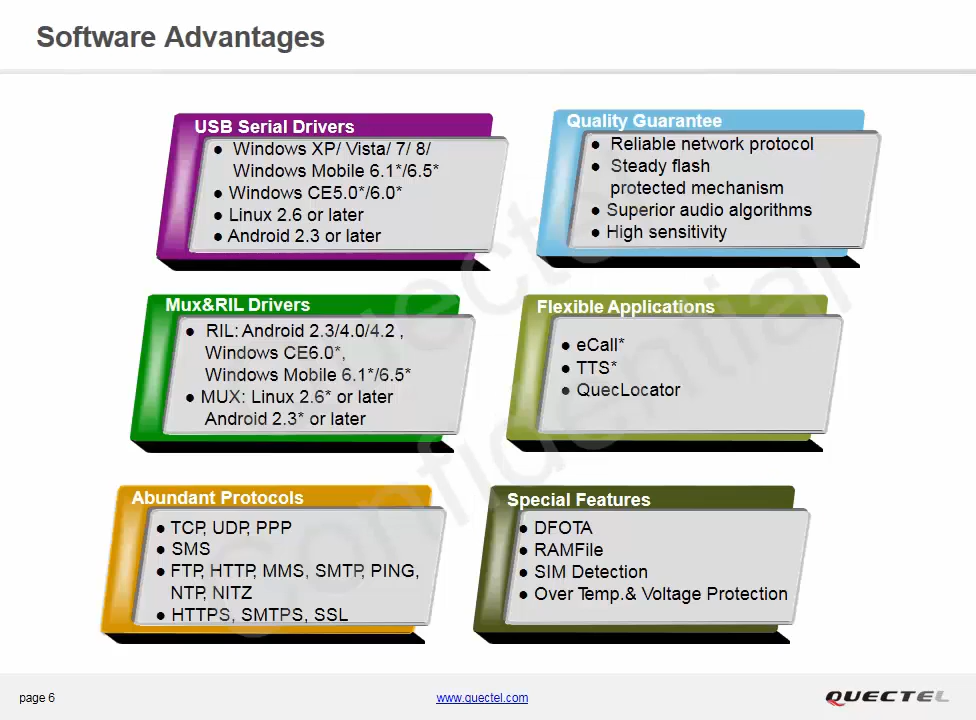 Software Advantages
USB Serial Drivers
● Windows XP/ Vista/ 7/ 8/
Windows Mobile 6.1*/6.5*
● Windows CE5.0*/6.0*
● Linux 2.6 or later
● Android 2.3 or later
Quality Guarantee
● Reliable network protocol
● Steady flash
protected mechanism
● Superior audio algorithms
● High sensitivity
Mux&RIL Drivers
● RIL: Android 2.3/4.0/4.2 ,
Windows CE6.0*,
Windows Mobile 6.1*/6.5*
● MUX: Linux 2.6* or later
Android 2.3* or later
Flexible Applications
● eCall*
● TTS*
● QuecLocator
Abundant Protocols
● TCP, UDP, PPP
● SMS
● FTP, HTTP, MMS, SMTP, PING,
NTP, NITZ
● HTTPS, SMTPS, SSL
Special Features
● DFOTA
● RAMFile
● SIM Detection
● Over Temp.& Voltage Protection
Quectel
Confidential
page 6
www.quectel.com
QUECTEL